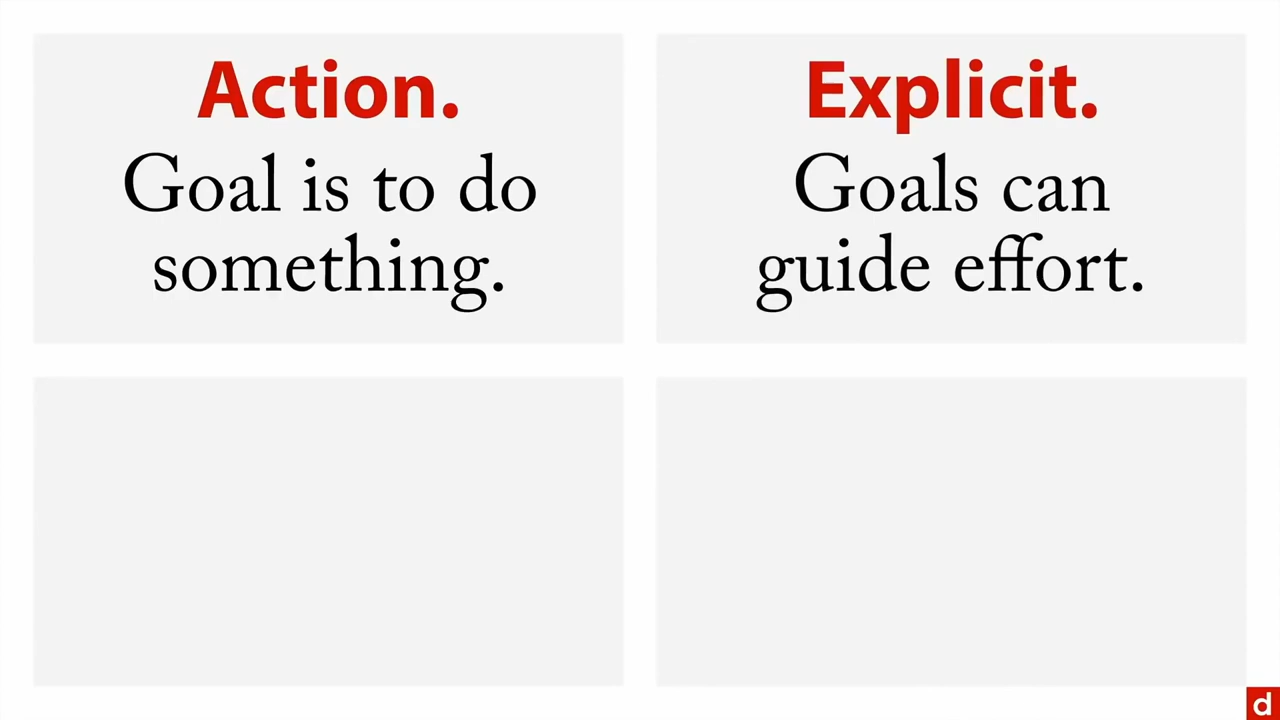 Action.
Goal is to do
something.
Explicit.
Goals can
guide effort.
d